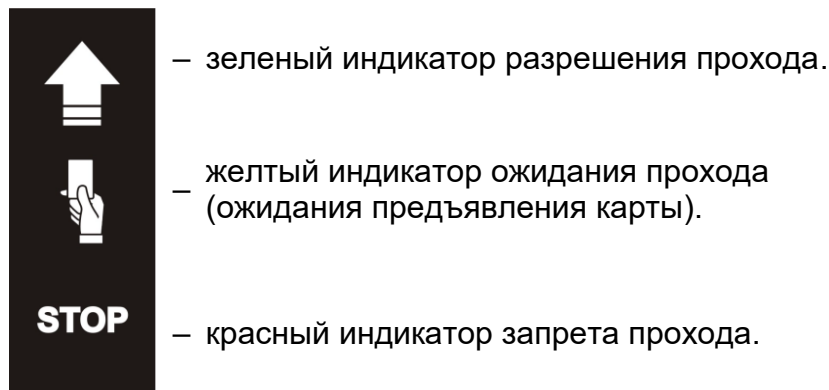 – зеленый индикатор разрешения прохода.
– желтый индикатор ожидания прохода
(ожидания предъявления карты).
STOP
– красный индикатор запрета прохода.